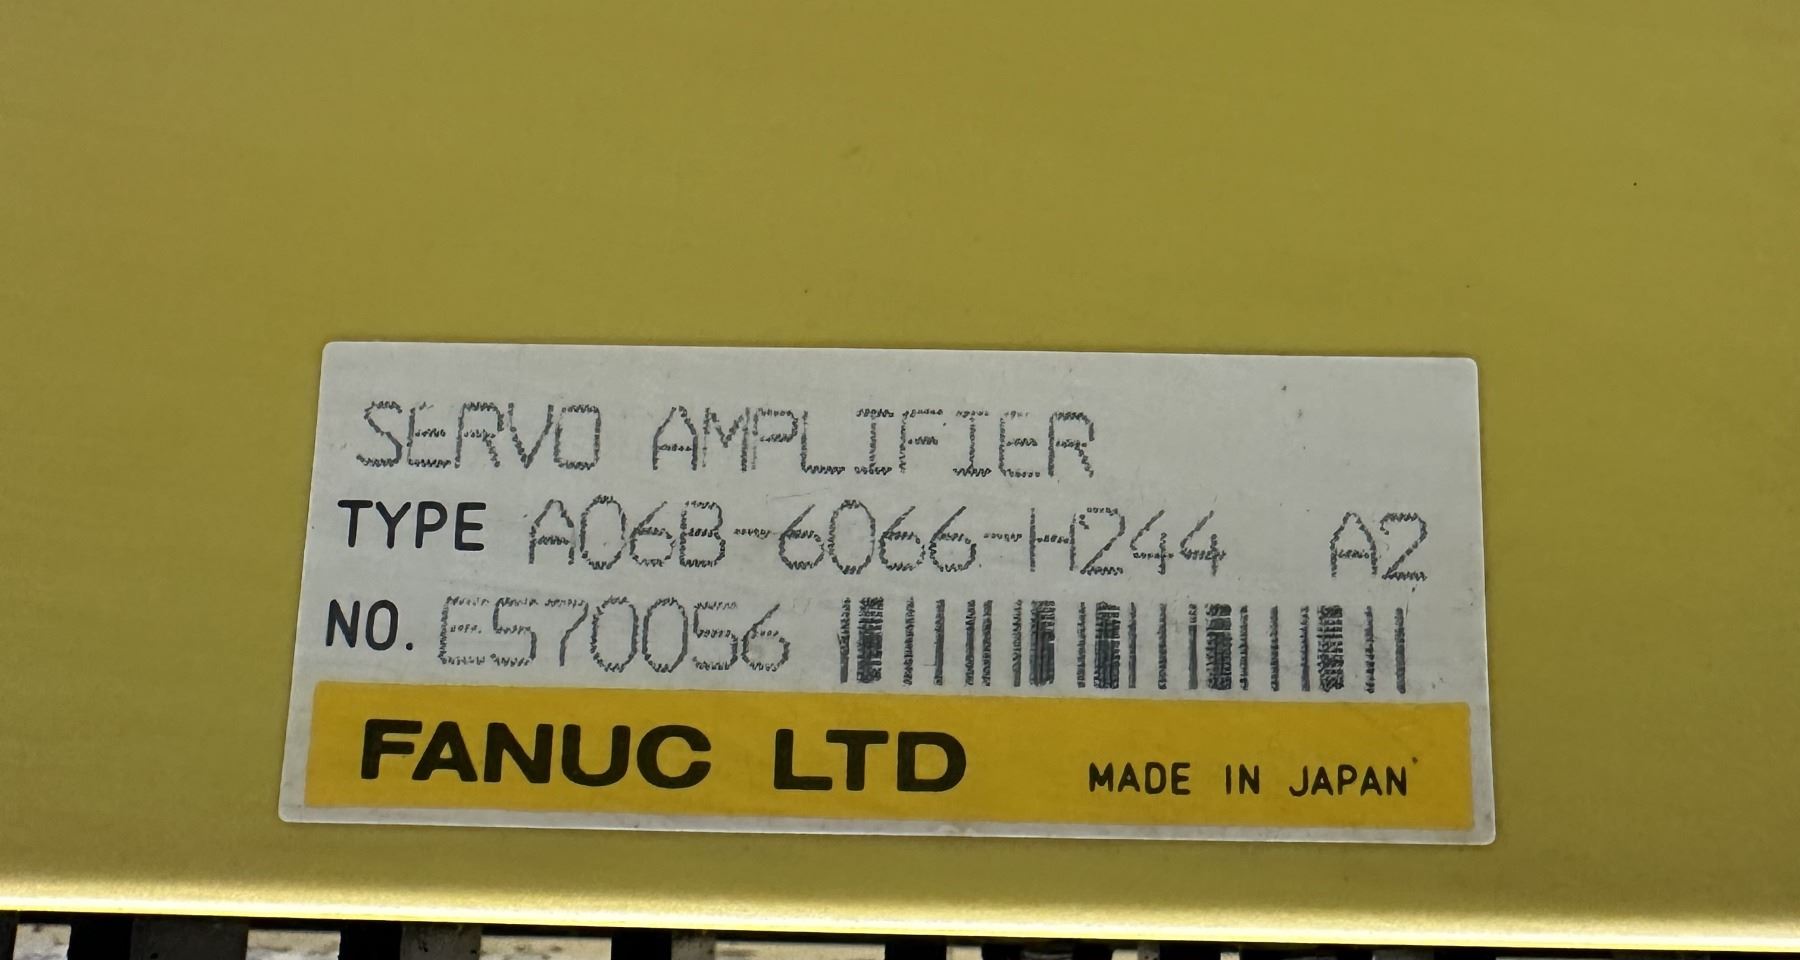 SERVO AMPLIFIER
TYPE A06B-6066-H244 A2
NO. E570056
FANUC LTD MADE IN JAPAN